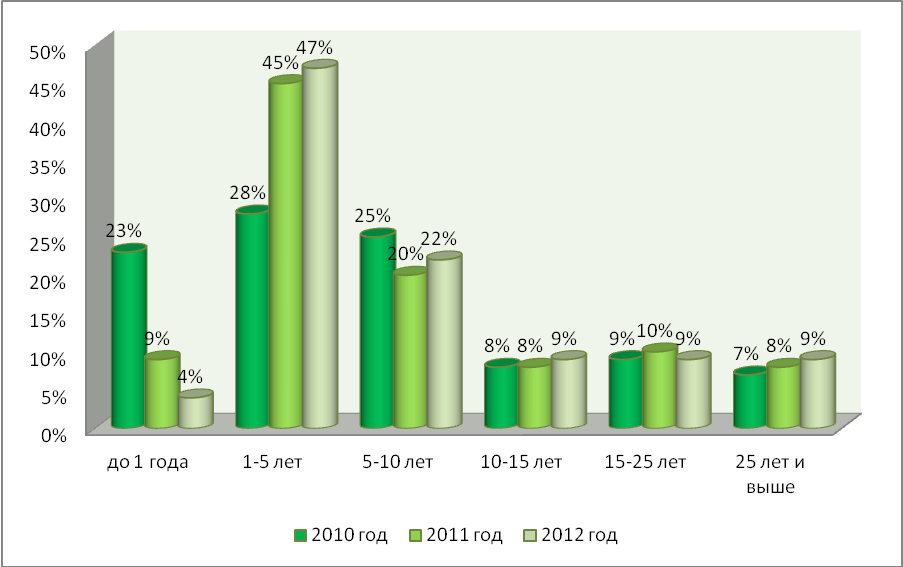 50%
45%
40%
35%
30%
25%
20%
15%
10%
5%
0%
23%
9%
4%
28%
45%
47%
25%
20%
22%
8%
8%
9%
9%
10%
9%
7%
8%
9%
до 1 года
1-5 лет
5-10 лет
10-15 лет
15-25 лет
25 лет и
выше
2010 год
2011 год
2012 год